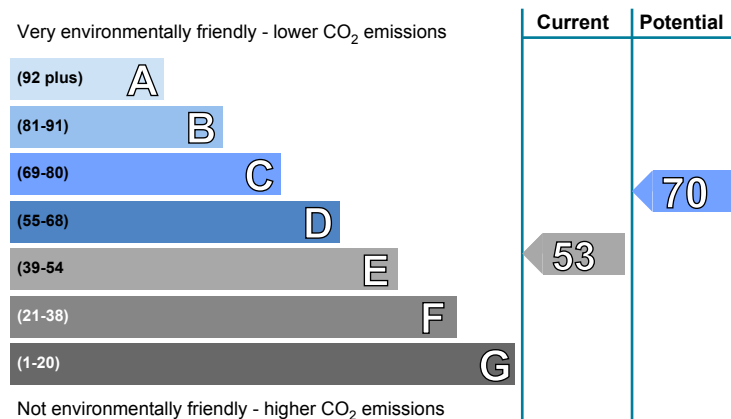 Very environmentally friendly - lower CO2 emissions
Current
Potential
(92 plus) A
(81-91) B
(69-80) C
70
(55-68) D
(39-54 E
53
(21-38) F
(1-20) G
Not environmentally friendly - higher CO2 emissions